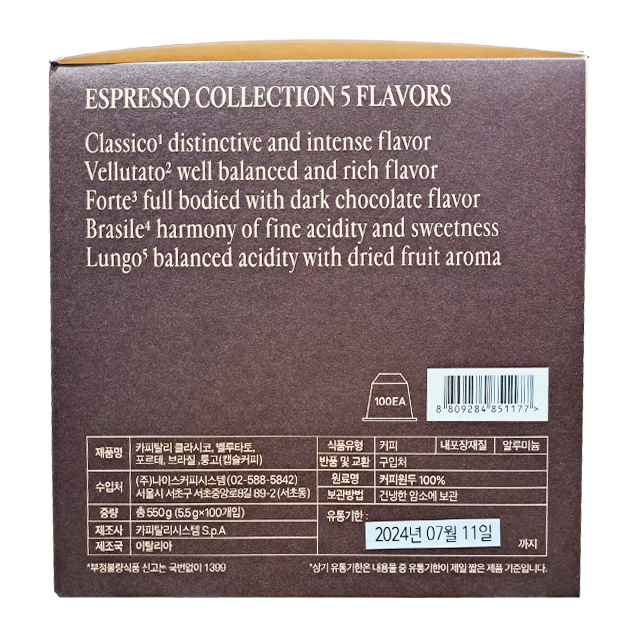 ESPRESSO COLLECTION 5 FLAVORS
Classico¹ distinctive and intense flavor
Vellutato² well balanced and rich flavor
Forte³ full bodied with dark chocolate flavor
Brasile⁴ harmony of fine acidity and sweetness
Lungo⁵ balanced acidity with dried fruit aroma
100EA
8 809284 851177 >
제품명 카피탈리 클라시코, 벨루타토,
포르테, 브라질, 룽고(캡슐커피)
수입처 (주)나이스커피시스템 (02-588-5842)
서울시 서초구 서초중앙로8길 89-2 (서초동)
중량 총 550g (5.5g×100개입)
제조사 카피탈리시스템 S.p.A
제조국 이탈리아
식품유형 커피 내포장재질 알루미늄
반품 및 교환 구입처
원료명 커피원두 100%
보관방법 건냉한 암소에 보관
유통기한 :
2024년 07월 11일
까지
*부정불량식품 신고는 국번없이 1399
*상기 유통기한은 내용물 중 유통기한이 제일 짧은 제품 기준입니다.